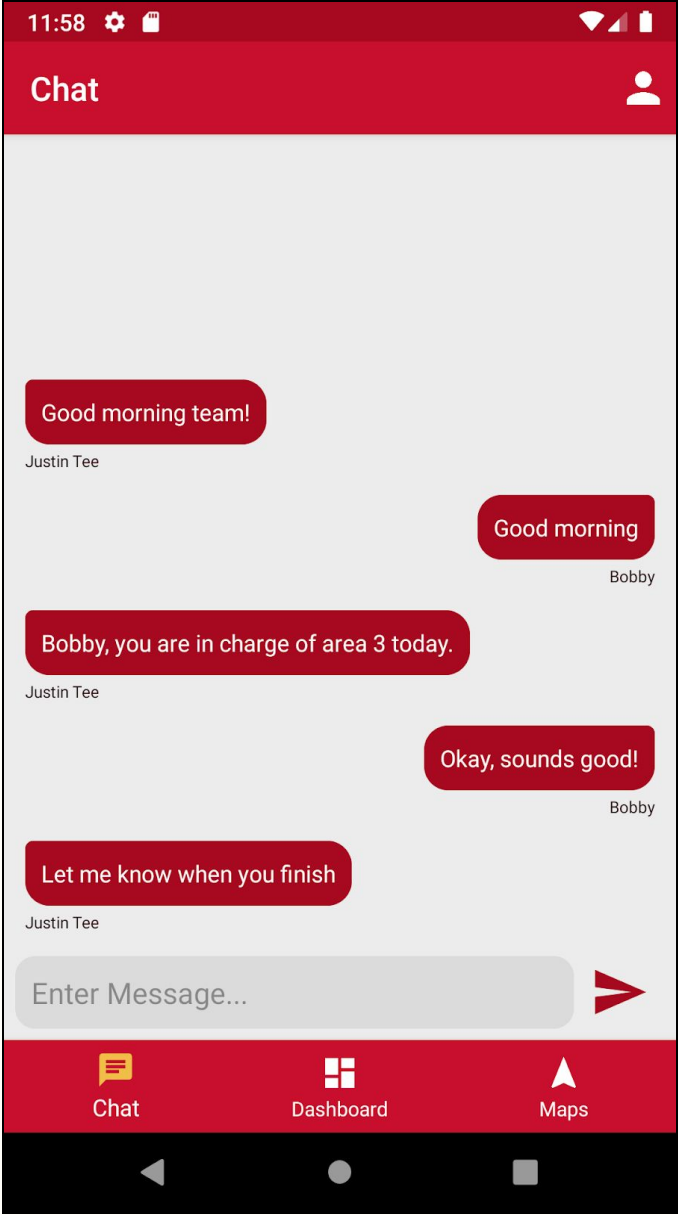 11:58
Chat
Good morning team!
Justin Tee
Good morning
Bobby
Bobby, you are in charge of area 3 today.
Justin Tee
Okay, sounds good!
Bobby
Let me know when you finish
Justin Tee
Enter Message...
Chat Dashboard Maps